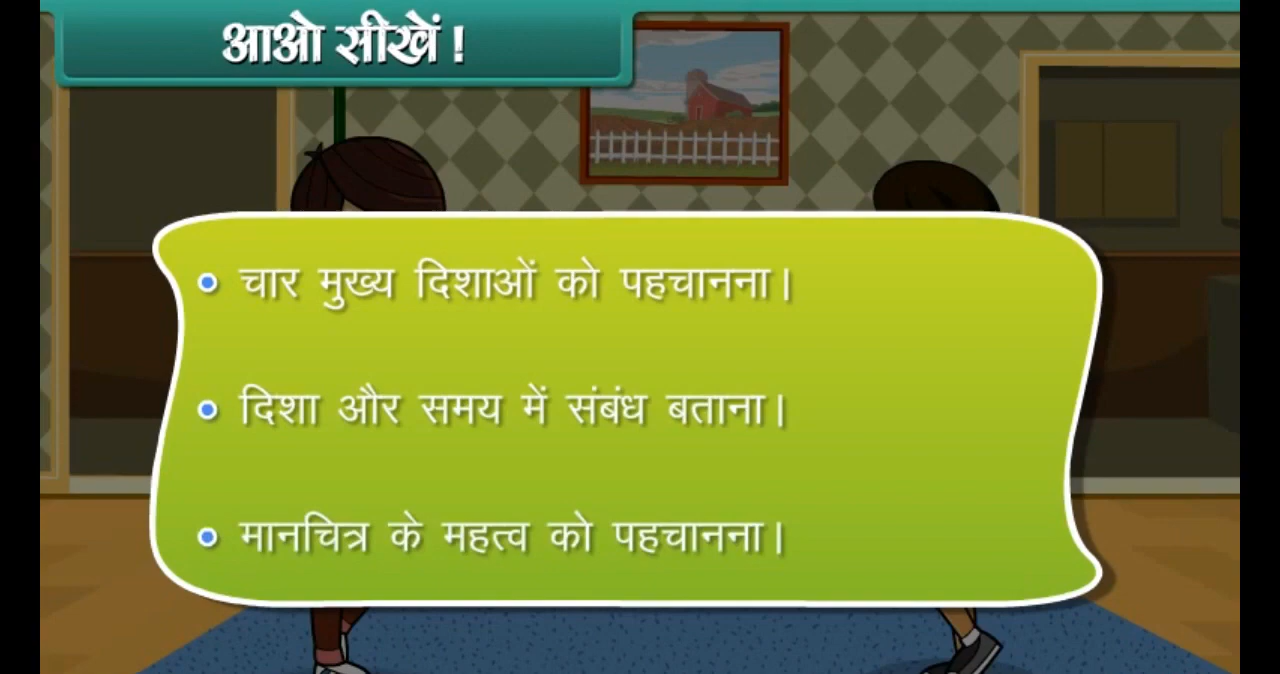 आओ सीखें!
चार मुख्य दिशाओं को पहचानना।
दिशा और समय में संबंध बताना।
मानचित्र के महत्व को पहचानना।